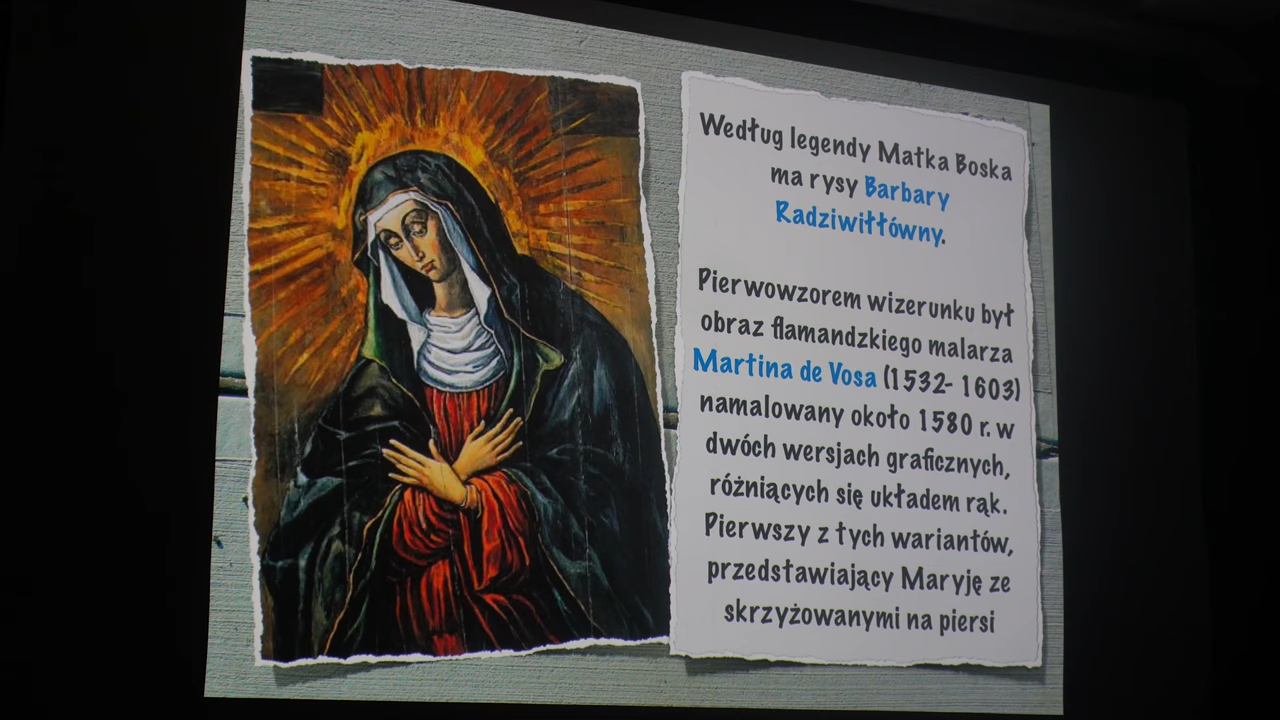 Według legendy Matka Boska
ma rysy Barbary
Radziwiłłówny.
Pierwowzorem wizerunku był
obraz flamandzkiego malarza
Martina de Vosa (1532- 1603)
namalowany około 1580 r. w
dwóch wersjach graficznych,
różniących się układem rąk.
Pierwszy z tych wariantów,
przedstawiający Maryję ze
skrzyżowanymi na piersi